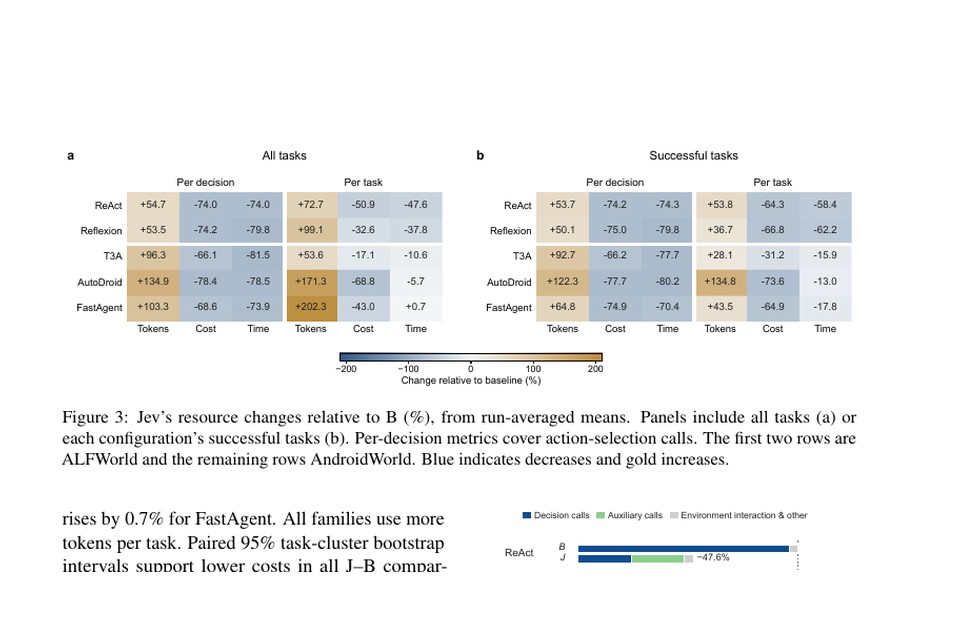 a All tasks
Per decision Per task
ReAct +54.7 -74.0 -74.0 +72.7 -50.9 -47.6
Reflexion +53.5 -74.2 -79.8 +99.1 -32.6 -37.8
T3A +96.3 -66.1 -81.5 +53.6 -17.1 -10.6
AutoDroid +134.9 -78.4 -78.5 +171.3 -68.8 -5.7
FastAgent +103.3 -68.6 -73.9 +202.3 -43.0 +0.7
Tokens Cost Time Tokens Cost Time
b Successful tasks
Per decision Per task
ReAct +53.7 -74.2 -74.3 +53.8 -64.3 -58.4
Reflexion +50.1 -75.0 -79.8 +36.7 -66.8 -62.2
T3A +92.7 -66.2 -77.7 +28.1 -31.2 -15.9
AutoDroid +122.3 -77.7 -80.2 +134.8 -73.6 -13.0
FastAgent +64.8 -74.9 -70.4 +43.5 -64.9 -17.8
Tokens Cost Time Tokens Cost Time
−200 −100 0 100 200
Change relative to baseline (%)
Figure 3: Jev's resource changes relative to B (%), from run-averaged means. Panels include all tasks (a) or
each configuration's successful tasks (b). Per-decision metrics cover action-selection calls. The first two rows are
ALFWorld and the remaining rows AndroidWorld. Blue indicates decreases and gold increases.
rises by 0.7% for FastAgent. All families use more
tokens per task. Paired 95% task-cluster bootstrap
intervals support lower costs in all J–B compar-
Decision calls Auxiliary calls Environment interaction & other
ReAct
B
J −47.6%